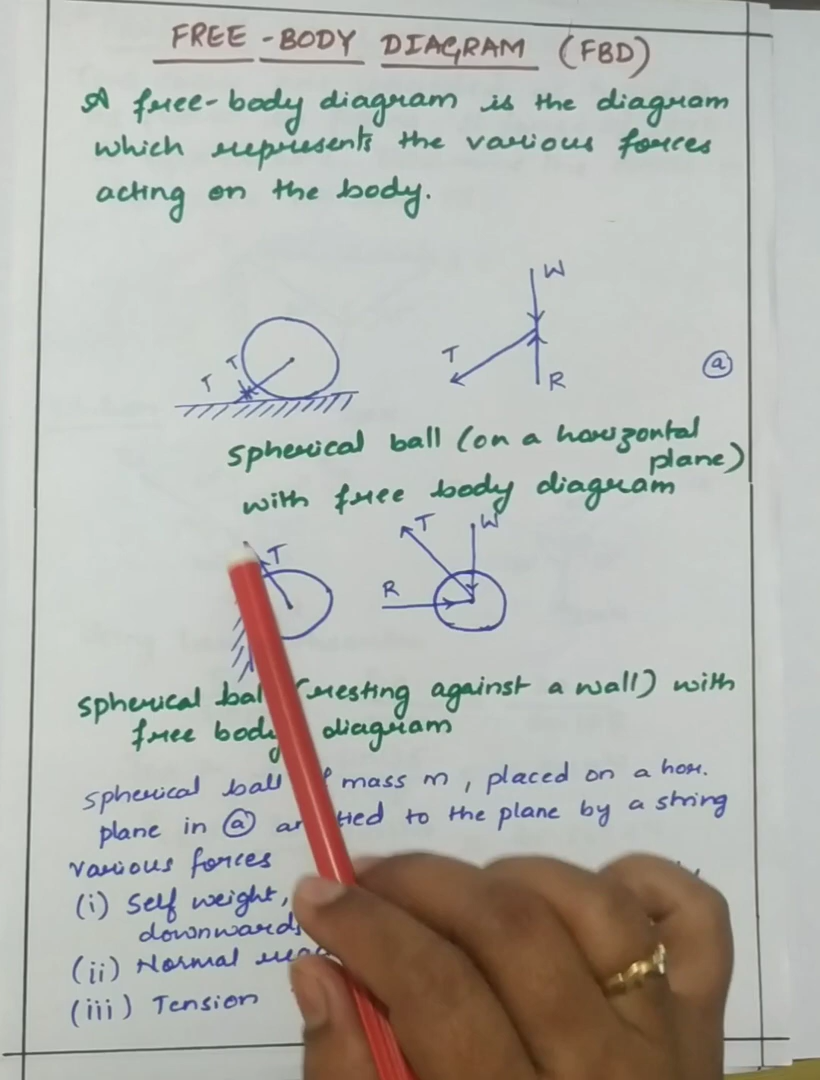 FREE-BODY DIAGRAM (FBD)
A free-body diagram is the diagram
which represents the various forces
acting on the body.
W
T
R
T
T
a
spherical ball (on a horizontal
plane)
with free body diagram
T
T
W
R
spherical (resting against a wall) with
free diagram
spherical ball mass m, placed on a hor.
plane in a tied to the plane by a string
various forces
(i) Self weight,
downwards
(ii) Normal
(iii) Tension